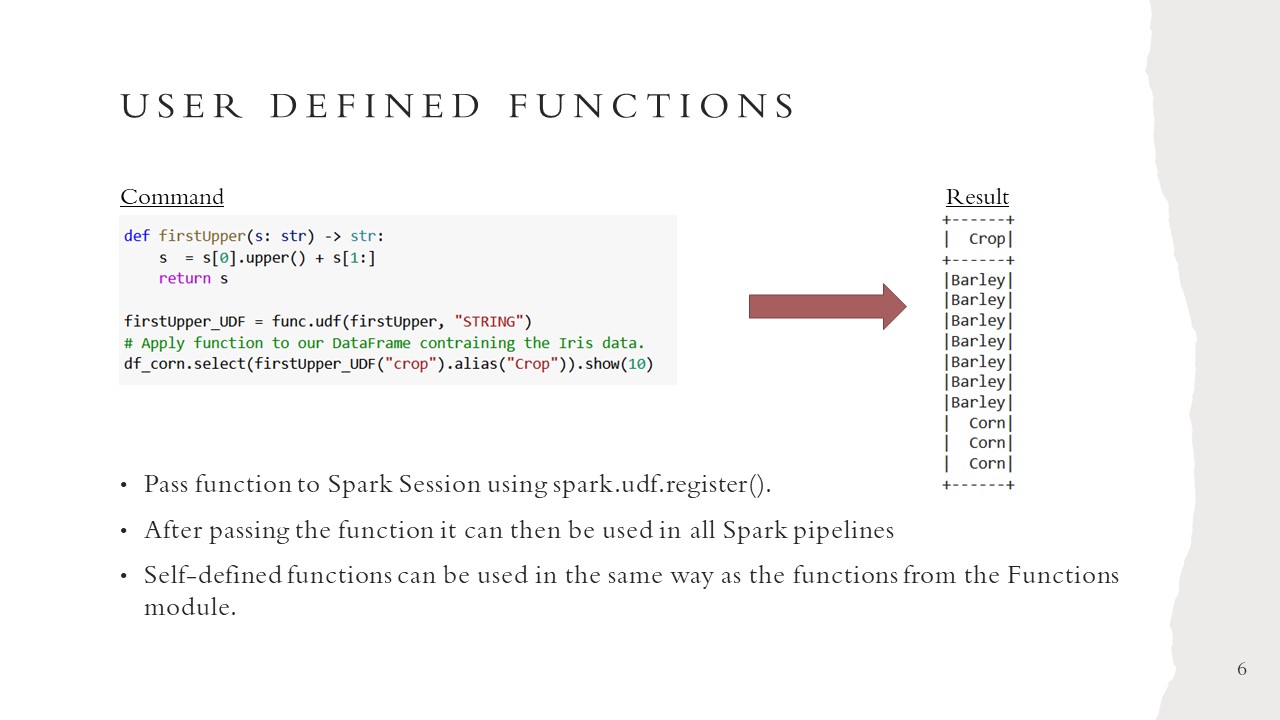 USER DEFINED FUNCTIONS
Command
def firstUpper(s: str) -> str:
    s  = s[0].upper() + s[1:]
    return s
firstUpper_UDF = func.udf(firstUpper, "STRING")
# Apply function to our DataFrame contraining the Iris data.
df_corn.select(firstUpper_UDF("crop").alias("Crop")).show(10)
Result
+------+
|  Crop|
+------+
|Barley|
|Barley|
|Barley|
|Barley|
|Barley|
|Barley|
|Barley|
|  Corn|
|  Corn|
|  Corn|
+------+
• Pass function to Spark Session using spark.udf.register().
• After passing the function it can then be used in all Spark pipelines
• Self-defined functions can be used in the same way as the functions from the Functions
module.
6